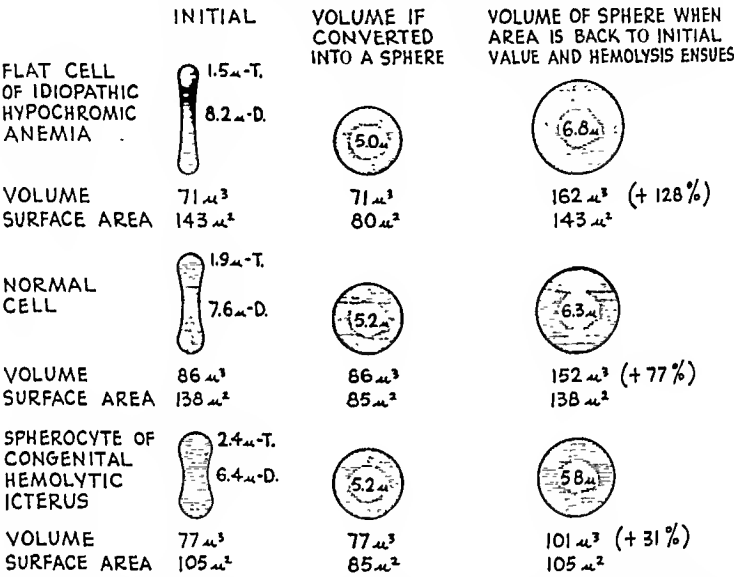 INITIAL
VOLUME IF
CONVERTED
INTO A SPHERE
VOLUME OF SPHERE WHEN
AREA IS BACK TO INITIAL
VALUE AND HEMOLYSIS ENSUES
FLAT CELL
OF IDIOPATHIC
HYPOCHROMIC
ANEMIA
1.5µ-T.
8.2µ-D.
5.0µ
6.8µ
VOLUME 71µ³ 71µ³ 162µ³ (+128%)
SURFACE AREA 143µ² 80µ² 143µ²
NORMAL
CELL
1.9µ-T.
7.6µ-D.
5.2µ
6.3µ
VOLUME 86µ³ 86µ³ 152µ³ (+77%)
SURFACE AREA 138µ² 85µ² 138µ²
SPHEROCYTE OF
CONGENITAL
HEMOLYTIC
ICTERUS
2.4µ-T.
6.4µ-D.
5.2µ
5.8µ
VOLUME 77µ³ 77µ³ 101µ³ (+31%)
SURFACE AREA 105µ² 85µ² 105µ²